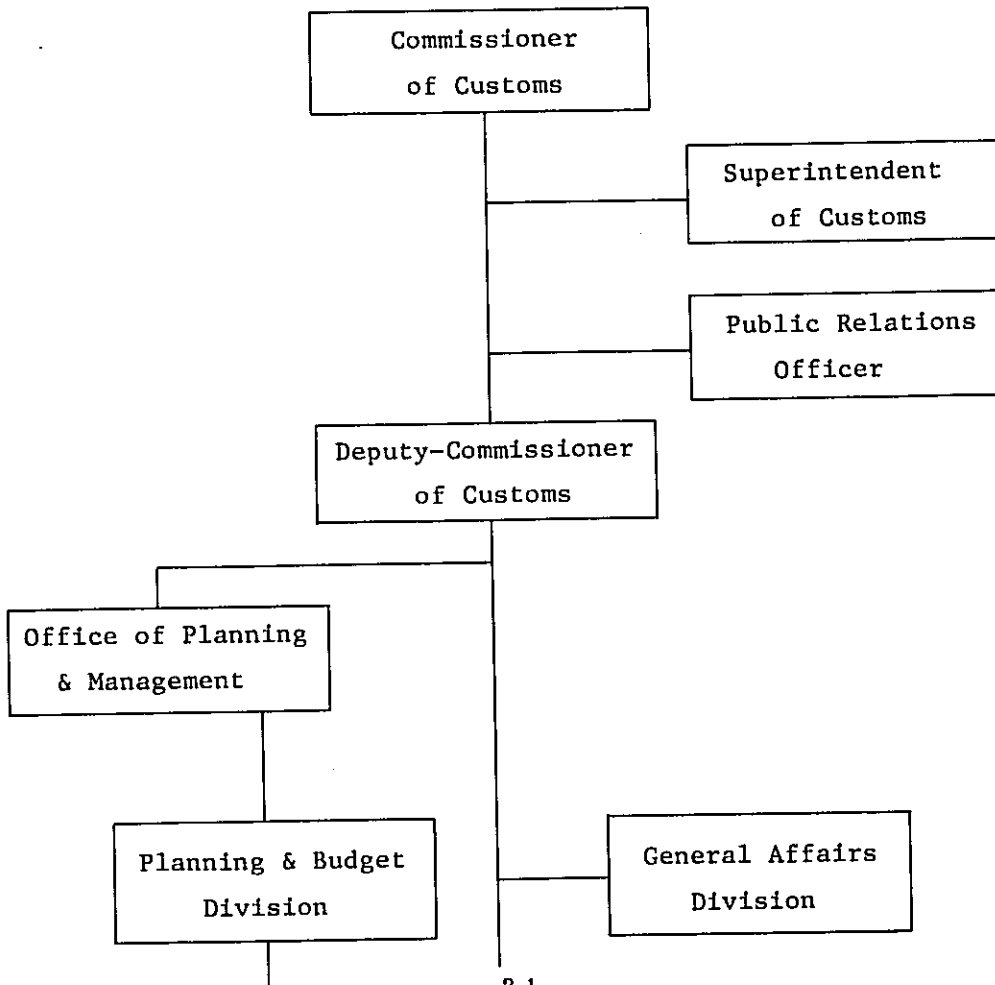 Commissioner
of Customs
Superintendent
of Customs
Public Relations
Officer
Deputy-Commissioner
of Customs
Office of Planning
& Management
Planning & Budget
Division
General Affairs
Division